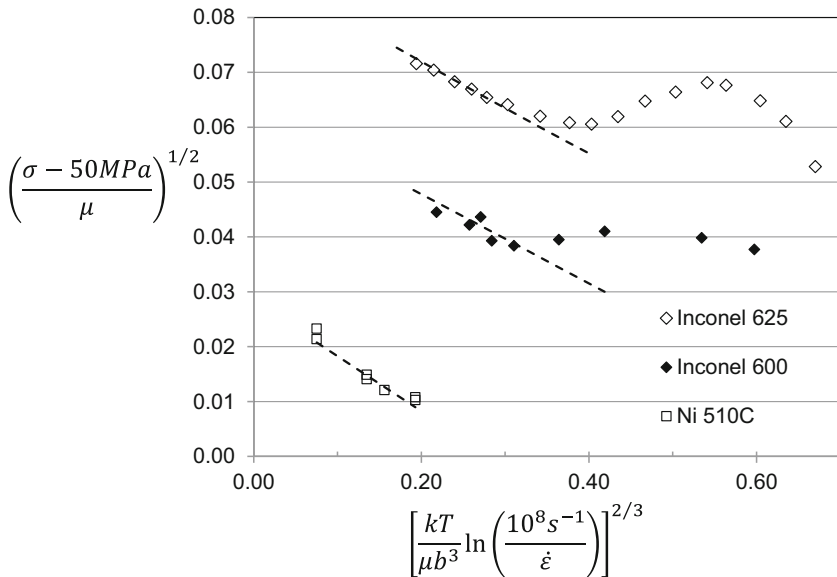 0.08
0.07
0.06
0.05
0.04
0.03
0.02
0.01
0.00
(σ − 50MPa / μ)^1/2
◇ Inconel 625
◆ Inconel 600
□ Ni 510C
0.00 0.20 0.40 0.60
[kT / μb³ ln(10⁸s⁻¹ / ε̇)]^2/3